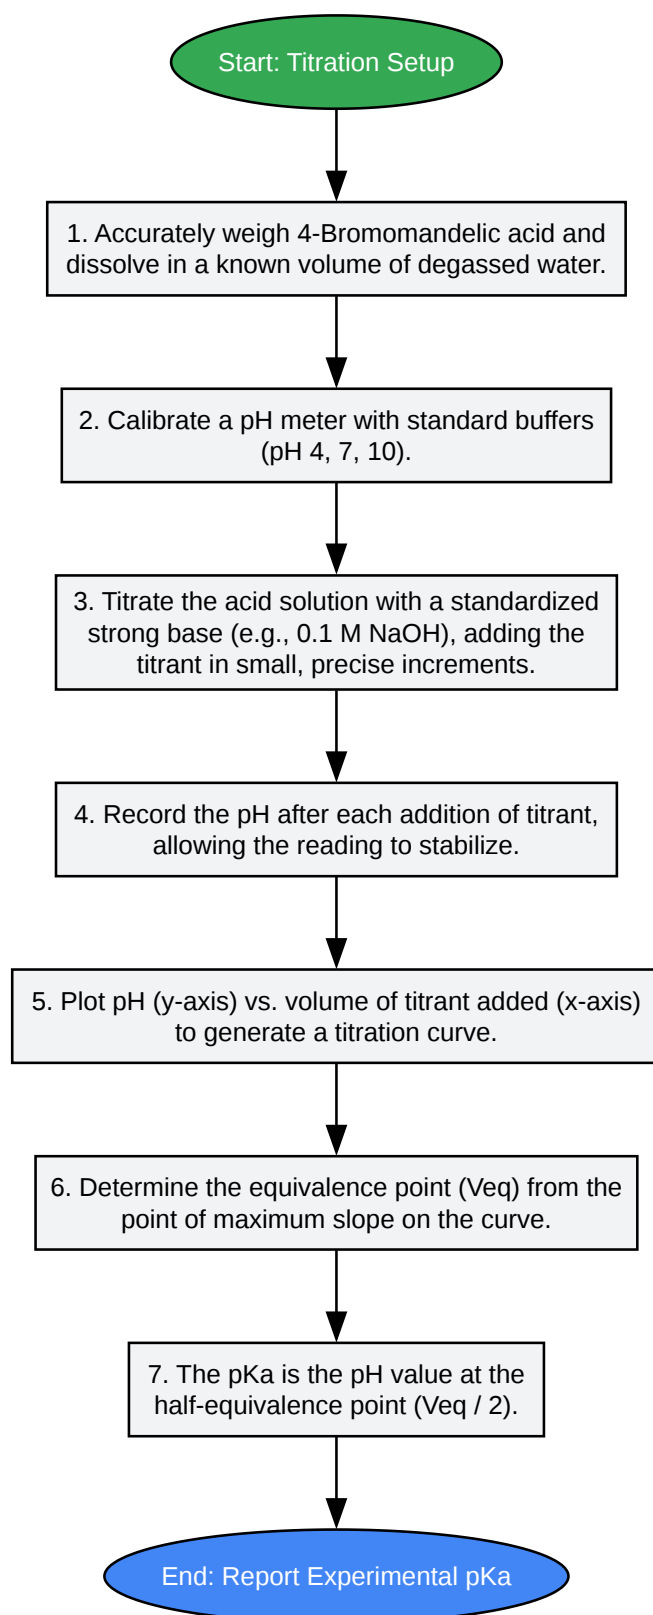 Start: Titration Setup
1. Accurately weigh 4-Bromomandelic acid and
dissolve in a known volume of degassed water.
2. Calibrate a pH meter with standard buffers
(pH 4, 7, 10).
3. Titrate the acid solution with a standardized
strong base (e.g., 0.1 M NaOH), adding the
titrant in small, precise increments.
4. Record the pH after each addition of titrant,
allowing the reading to stabilize.
5. Plot pH (y-axis) vs. volume of titrant added (x-axis)
to generate a titration curve.
6. Determine the equivalence point (Veq) from the
point of maximum slope on the curve.
7. The pKa is the pH value at the
half-equivalence point (Veq / 2).
End: Report Experimental pKa